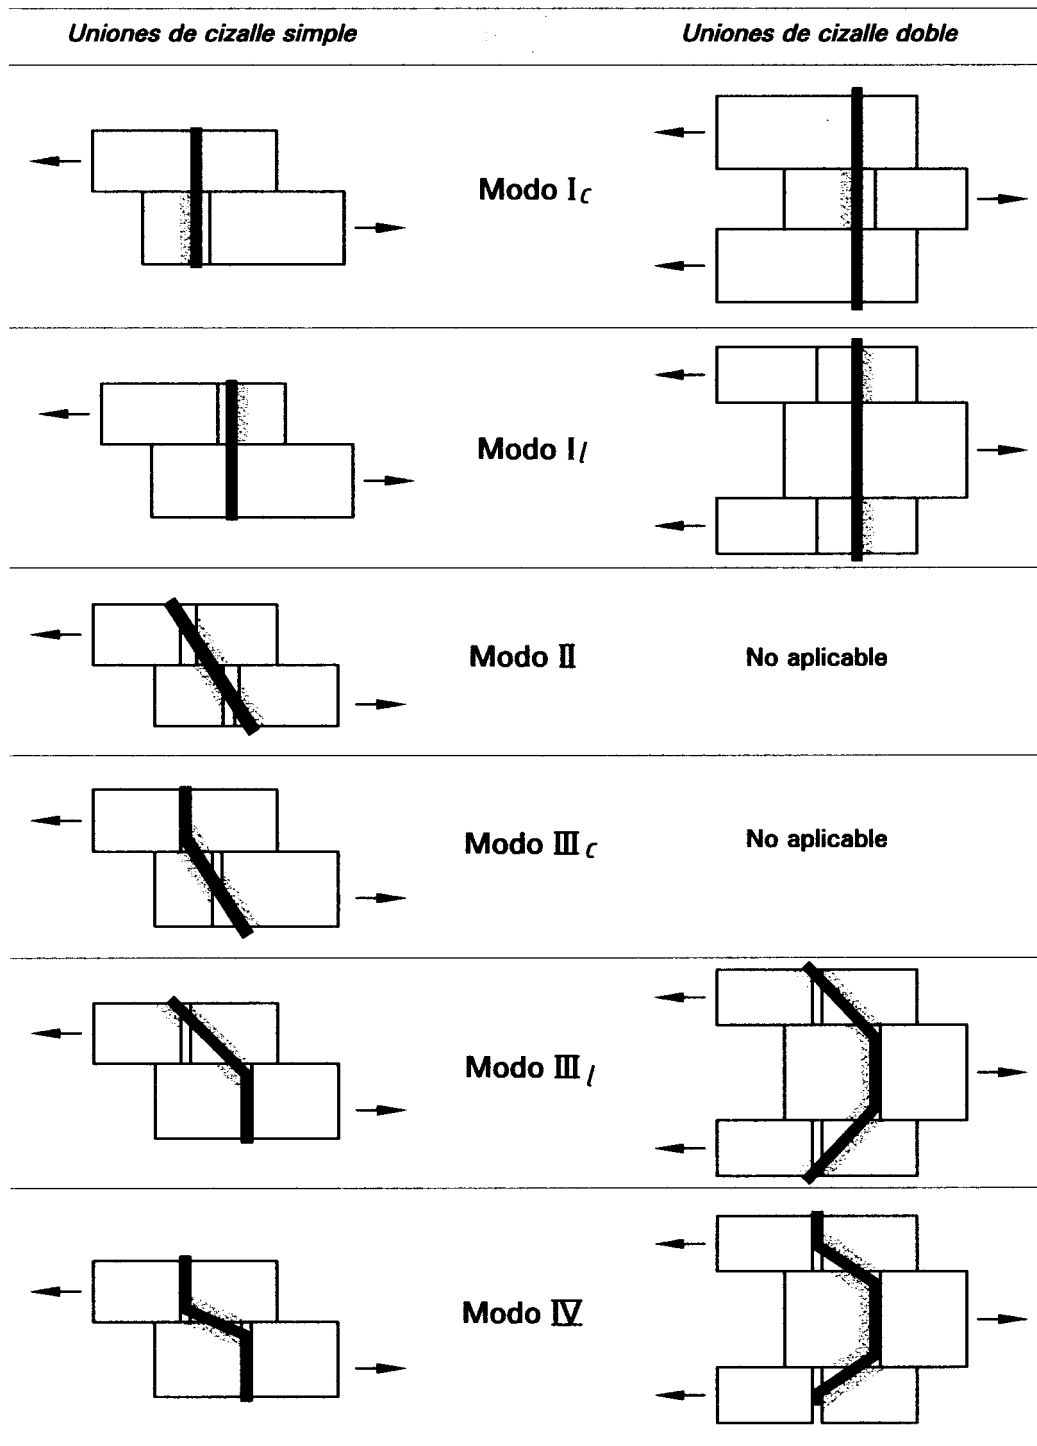 Uniones de cizalle simple
Uniones de cizalle doble
Modo Ic
Modo Il
Modo II
No aplicable
Modo IIIc
No aplicable
Modo IIIl
Modo IV